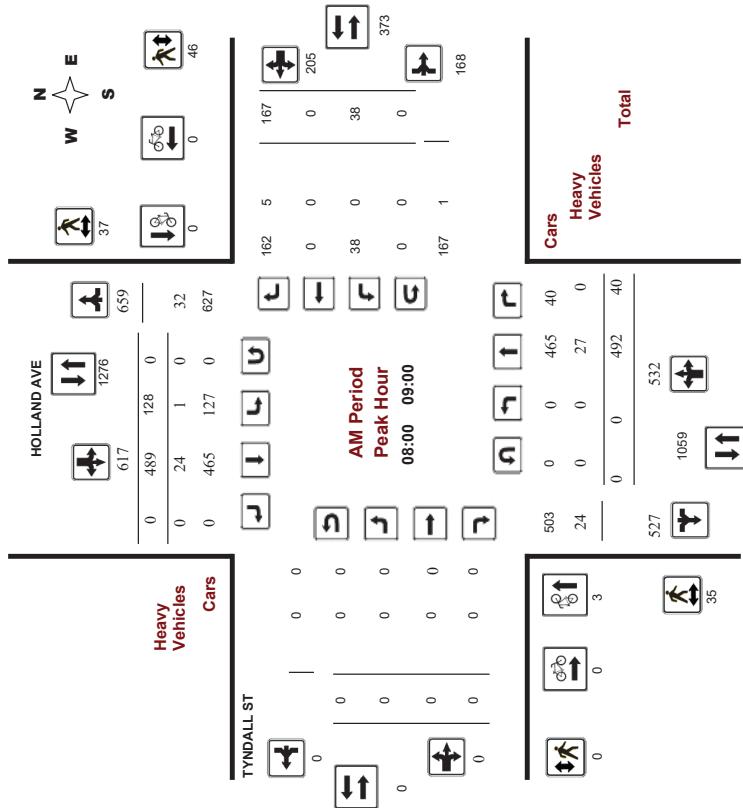 HOLLAND AVE
N
W E
S
37
46
0
0
617
1276
659
0 489 128 0
0 24 1 0 32
0 465 127 0 627
Heavy
Vehicles
Cars
TYNDALL ST
0 0
0 0 0
0 0 0
0 0 0
0 0 0
0
0
0
AM Period
Peak Hour
08:00 09:00
205
373
168
162 5 167
0 0 0
38 0 38
0 0 0
167 1
503 0 0 465 40 Cars
24 0 0 27 0 Heavy
Vehicles
0 0 492 40 Total
527
1059
532
0
0
3
35